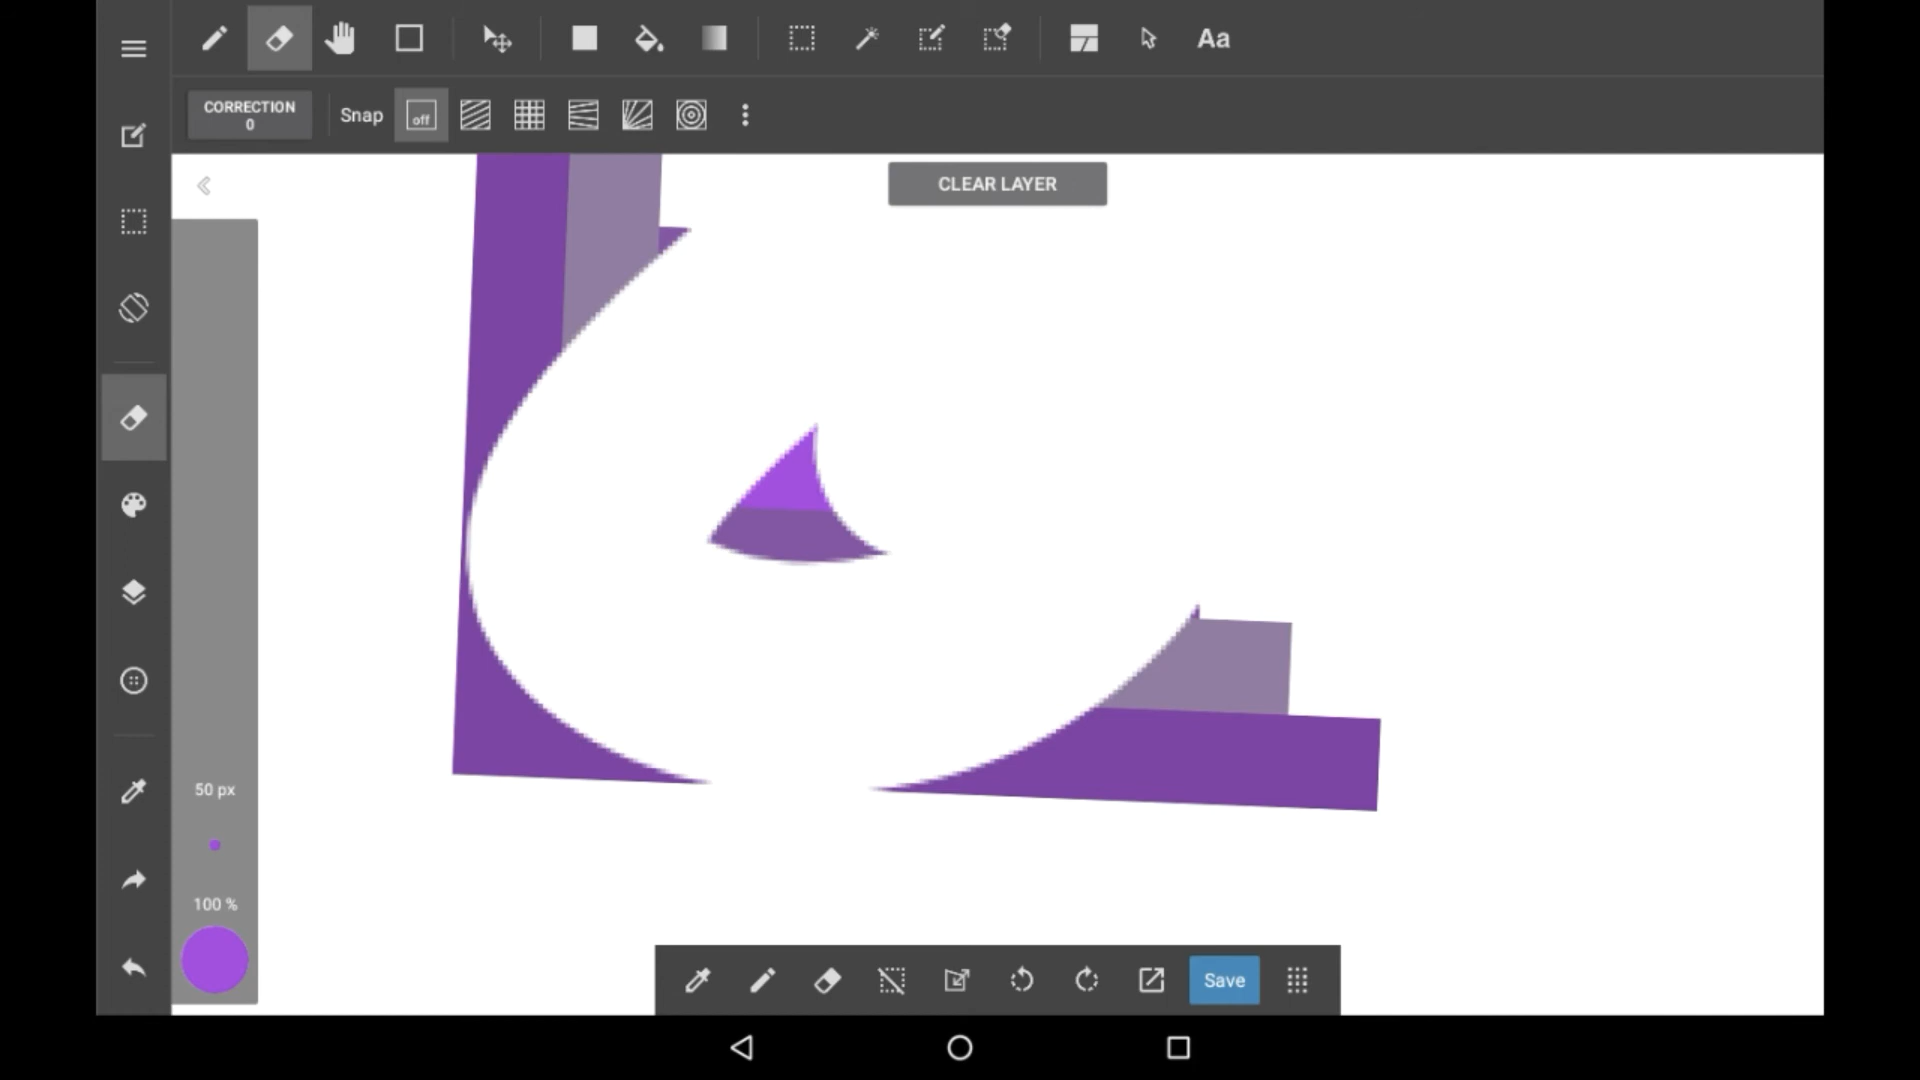 Aa
CORRECTION
0
Snap
off
CLEAR LAYER
50 px
100 %
Save